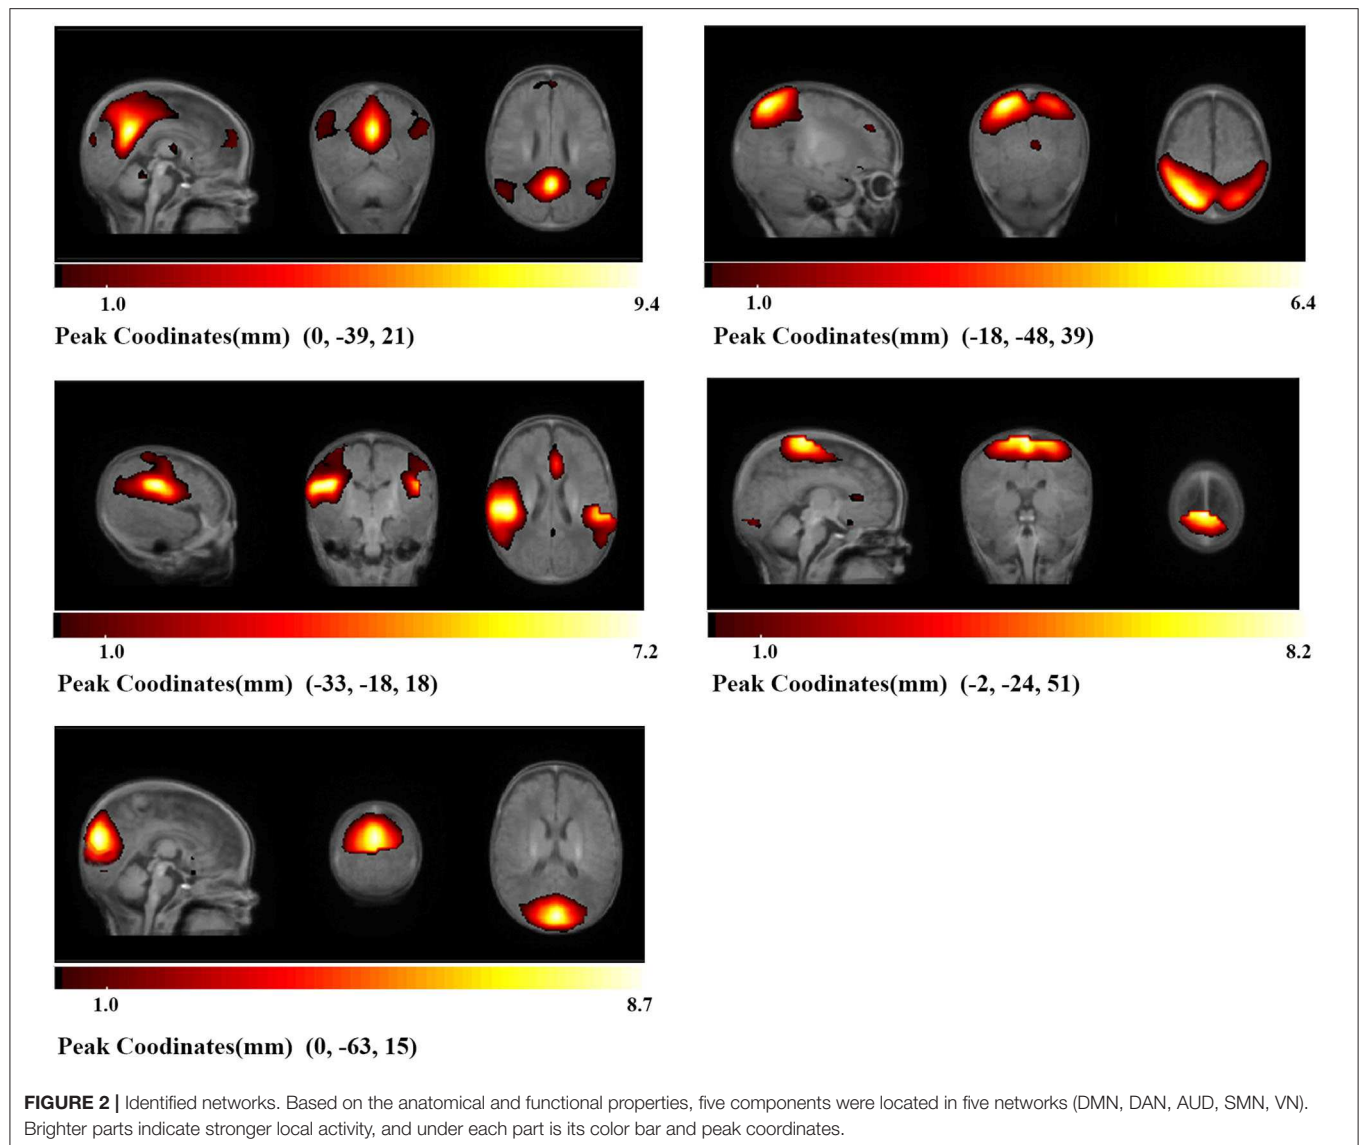 1.0 9.4
Peak Coodinates(mm) (0, -39, 21)
1.0 6.4
Peak Coodinates(mm) (-18, -48, 39)
1.0 7.2
Peak Coodinates(mm) (-33, -18, 18)
1.0 8.2
Peak Coodinates(mm) (-2, -24, 51)
1.0 8.7
Peak Coodinates(mm) (0, -63, 15)
FIGURE 2 | Identified networks. Based on the anatomical and functional properties, five components were located in five networks (DMN, DAN, AUD, SMN, VN).
Brighter parts indicate stronger local activity, and under each part is its color bar and peak coordinates.